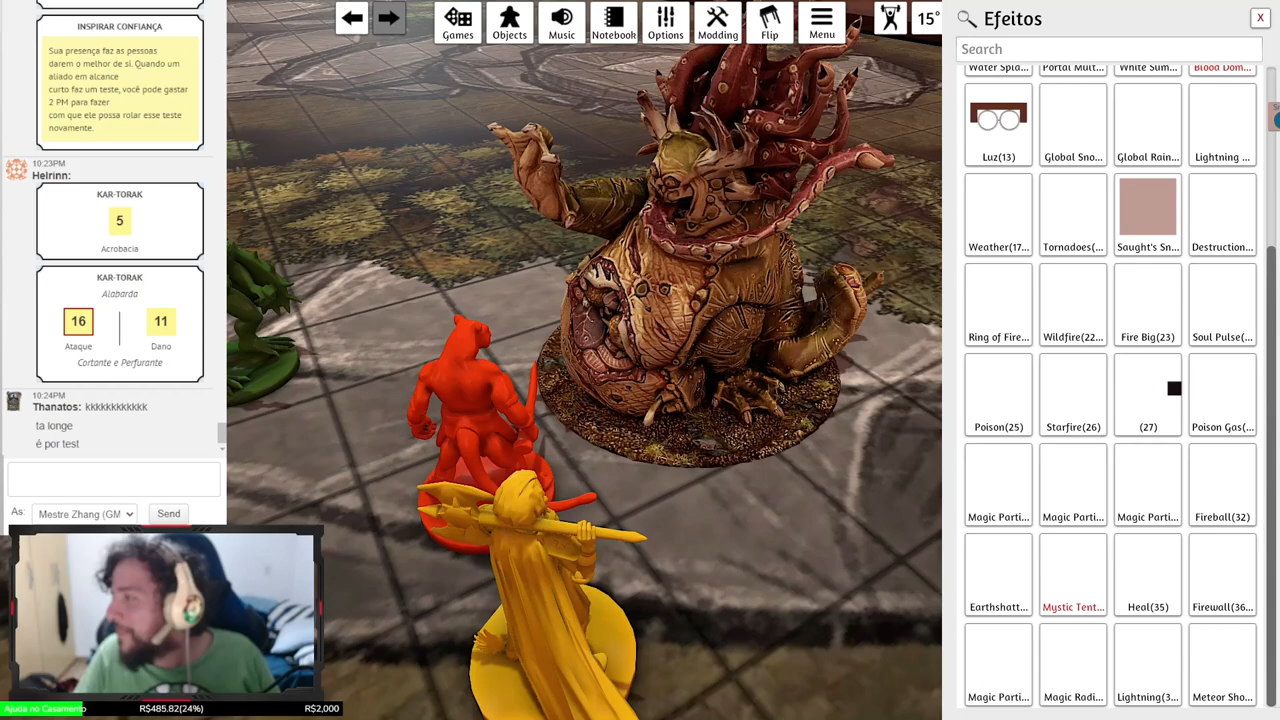 INSPIRAR CONFIANÇA
Sua presença faz as pessoas
darem o melhor de si. Quando um
aliado em alcance
curto faz um teste, você pode gastar
2 PM para fazer
com que ele possa rolar esse teste
novamente.
10:23PM
Helrinn:
KAR-TORAK
5
Acrobacia
KAR-TORAK
Alabarda
16
11
Ataque
Dano
Cortante e Perfurante
10:24PM
Thanatos: kkkkkkkkkkkk
ta longe
é por test
As:
Mestre Zhang (GM
Send
Ajuda no Casamento
R$485.82(24%)
R$2,000
Games
Objects
Music
Notebook
Options
Modding
Flip
Menu
15°
Efeitos
X
Search
Water Spla...
Portal Mult...
White Sum...
Blood Dom...
Luz(13)
Global Sno...
Global Rain...
Lightning ...
Weather(17...
Tornadoes(...
Saught's Sn...
Destruction...
Ring of Fire...
Wildfire(22...
Fire Big(23)
Soul Pulse(...
Poison(25)
Starfire(26)
(27)
Poison Gas(...
Magic Parti...
Magic Parti...
Magic Parti...
Fireball(32)
Earthshatt...
Mystic Tent...
Heal(35)
Firewall(36...
Magic Parti...
Magic Radi...
Lightning(3...
Meteor Sho...